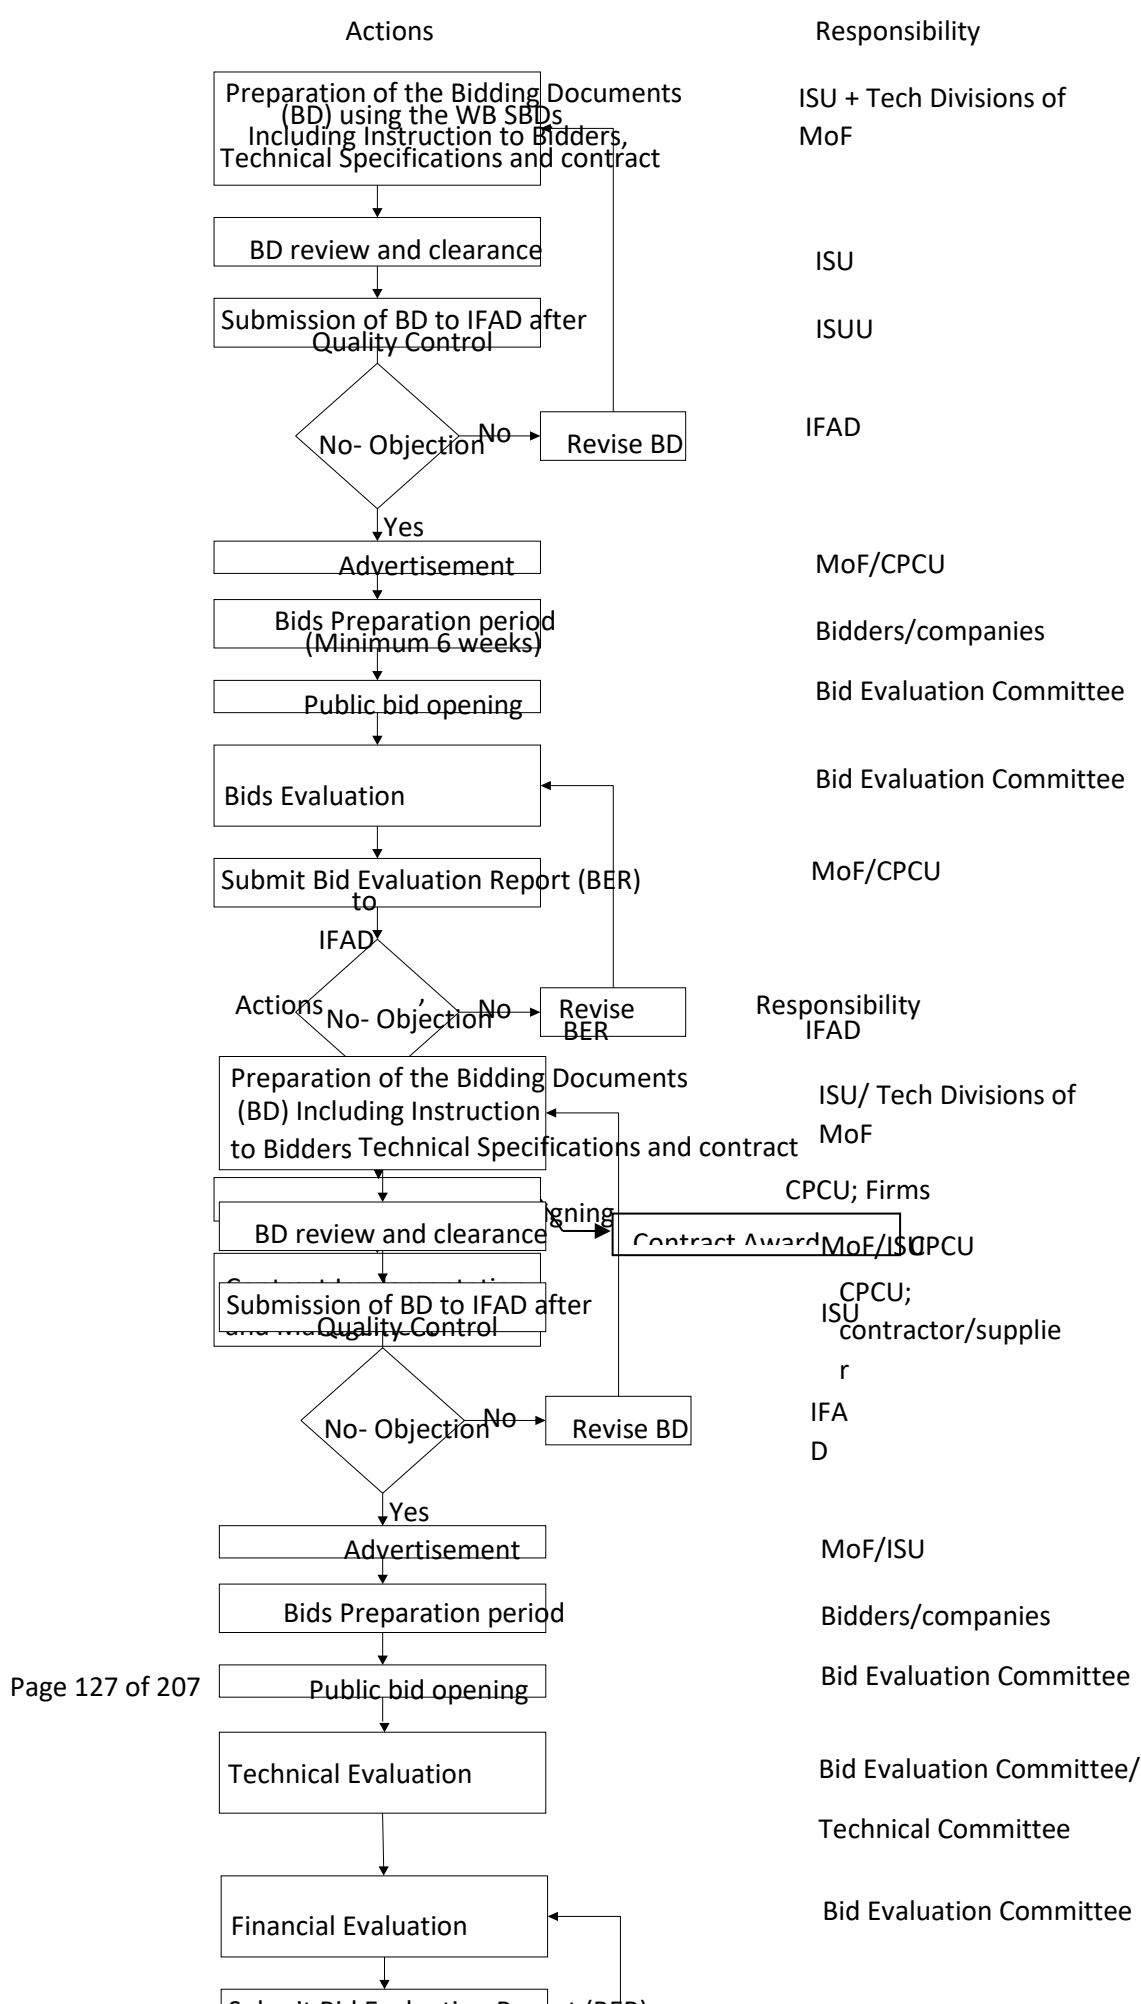 Actions Responsibility
Preparation of the Bidding Documents
(BD) using the WB SBDs
Including Instruction to Bidders,
Technical Specifications and contract
ISU + Tech Divisions of
MoF
BD review and clearance
ISU
Submission of BD to IFAD after
Quality Control
ISUU
No- Objection
No
Revise BD
IFAD
Yes
Advertisement
MoF/CPCU
Bids Preparation period
(Minimum 6 weeks)
Bidders/companies
Public bid opening
Bid Evaluation Committee
Bids Evaluation
Bid Evaluation Committee
Submit Bid Evaluation Report (BER)
to
IFAD
MoF/CPCU
Actions , Responsibility
No- Objection
No
Revise
BER
IFAD
Preparation of the Bidding Documents
(BD) Including Instruction
to Bidders Technical Specifications and contract
ISU/ Tech Divisions of
MoF
CPCU; Firms
igning
BD review and clearance
Contract Award
MoF/ISU
CPCU
Submission of BD to IFAD after
Quality Control
CPCU;
ISU
contractor/supplie
r
No- Objection
No
Revise BD
IFA
D
Yes
Advertisement
MoF/ISU
Bids Preparation period
Bidders/companies
Page 127 of 207
Public bid opening
Bid Evaluation Committee
Technical Evaluation
Bid Evaluation Committee/
Technical Committee
Financial Evaluation
Bid Evaluation Committee
Submit Bid Evaluation Report (BER)